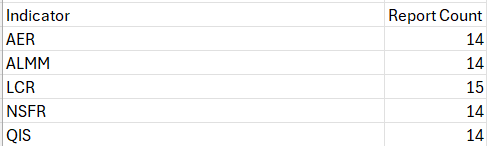 Indicator Report Count
AER 14
ALMM 14
LCR 15
NSFR 14
QIS 14